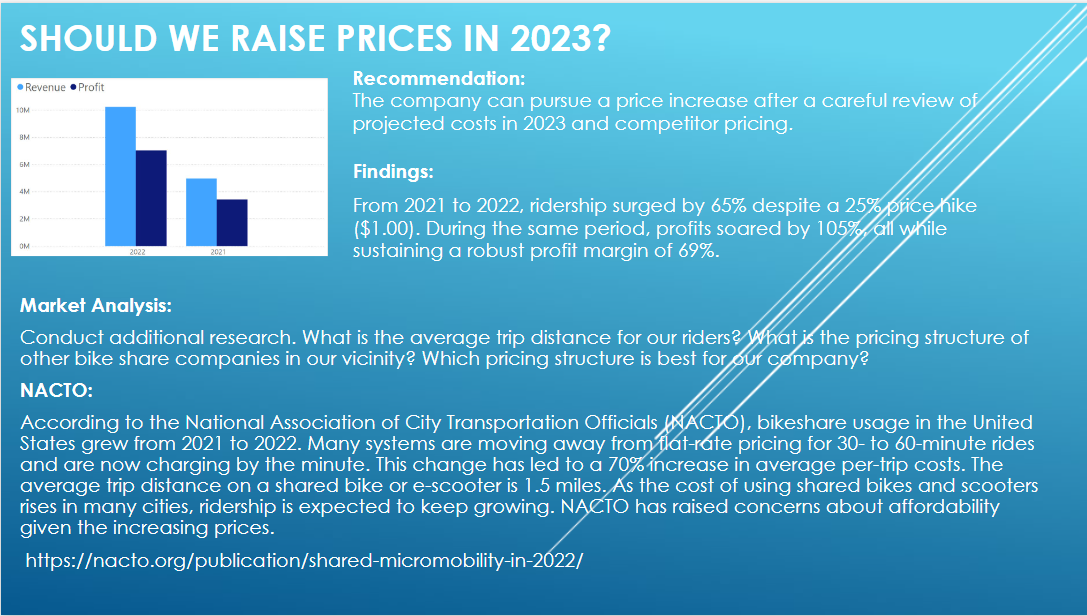 SHOULD WE RAISE PRICES IN 2023?
Revenue Profit
10M
8M
6M
4M
2M
0M
2022 2021
Recommendation:
The company can pursue a price increase after a careful review of
projected costs in 2023 and competitor pricing.
Findings:
From 2021 to 2022, ridership surged by 65% despite a 25% price hike
($1.00). During the same period, profits soared by 105%, all while
sustaining a robust profit margin of 69%.
Market Analysis:
Conduct additional research. What is the average trip distance for our riders? What is the pricing structure of
other bike share companies in our vicinity? Which pricing structure is best for our company?
NACTO:
According to the National Association of City Transportation Officials (NACTO), bikeshare usage in the United
States grew from 2021 to 2022. Many systems are moving away from flat-rate pricing for 30- to 60-minute rides
and are now charging by the minute. This change has led to a 70% increase in average per-trip costs. The
average trip distance on a shared bike or e-scooter is 1.5 miles. As the cost of using shared bikes and scooters
rises in many cities, ridership is expected to keep growing. NACTO has raised concerns about affordability
given the increasing prices.
https://nacto.org/publication/shared-micromobility-in-2022/